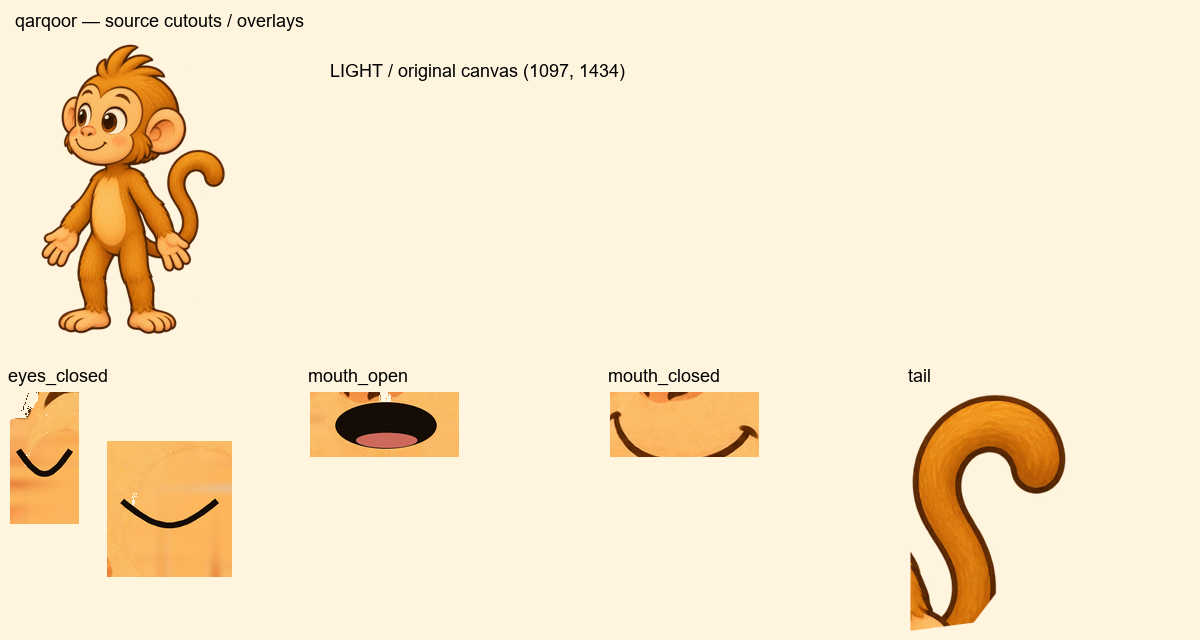 qarqoor — source cutouts / overlays
LIGHT / original canvas (1097, 1434)
eyes_closed
mouth_open
mouth_closed
tail